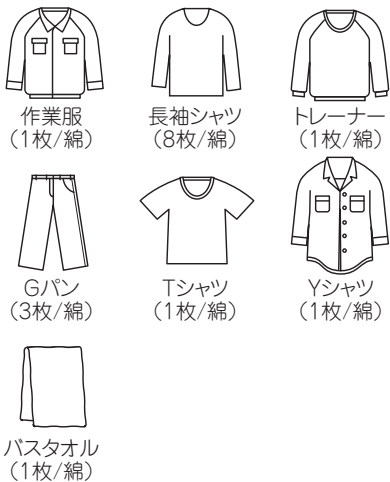 作業服
（1枚/綿）
長袖シャツ
（8枚/綿）
トレーナー
（1枚/綿）
Gパン
（3枚/綿）
Tシャツ
（1枚/綿）
Yシャツ
（1枚/綿）
バスタオル
（1枚/綿）